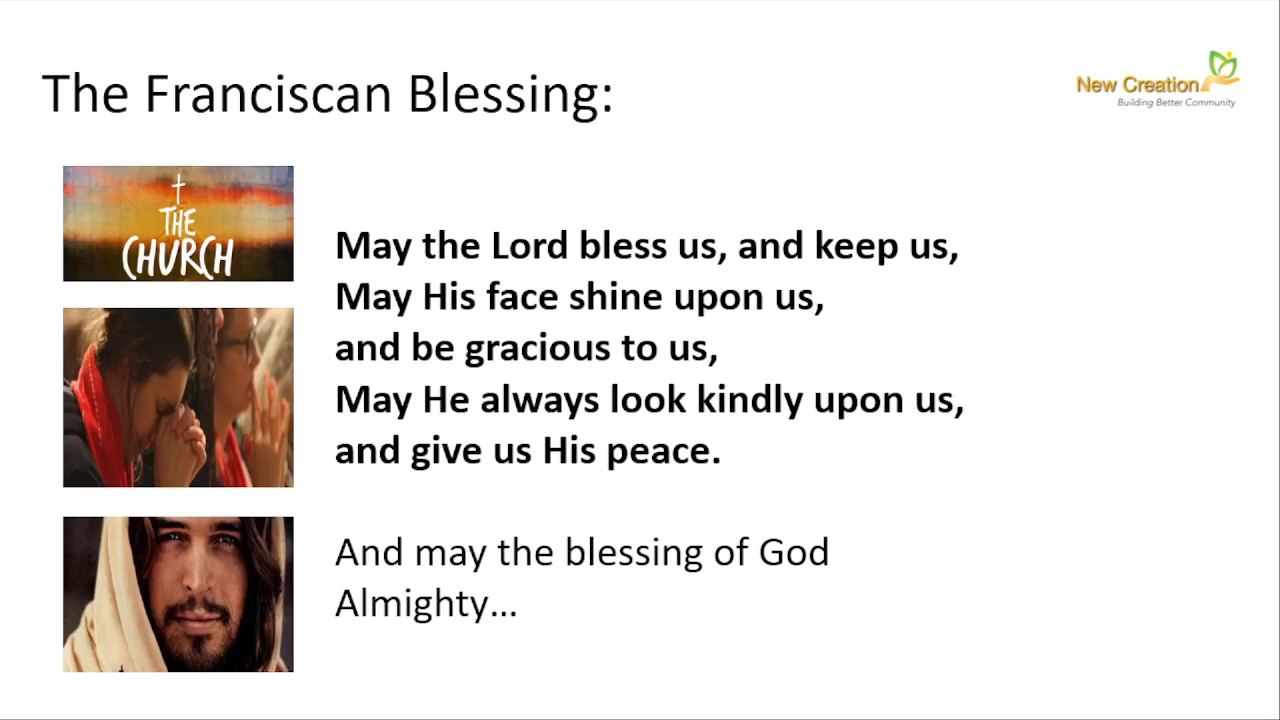 The Franciscan Blessing:
New Creation
Building Better Community
THE
CHURCH
May the Lord bless us, and keep us,
May His face shine upon us,
and be gracious to us,
May He always look kindly upon us,
and give us His peace.
And may the blessing of God
Almighty...